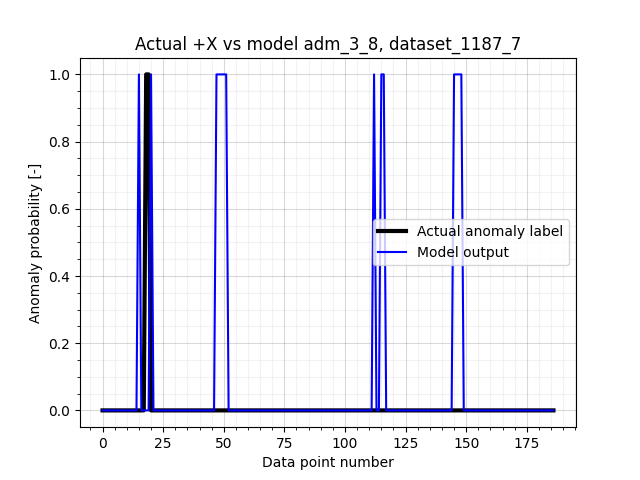 Actual +X vs model adm_3_8, dataset_1187_7
1.0
0.8
0.6
0.4
0.2
0.0
Anomaly probability [-]
Actual anomaly label
Model output
0 25 50 75 100 125 150 175
Data point number